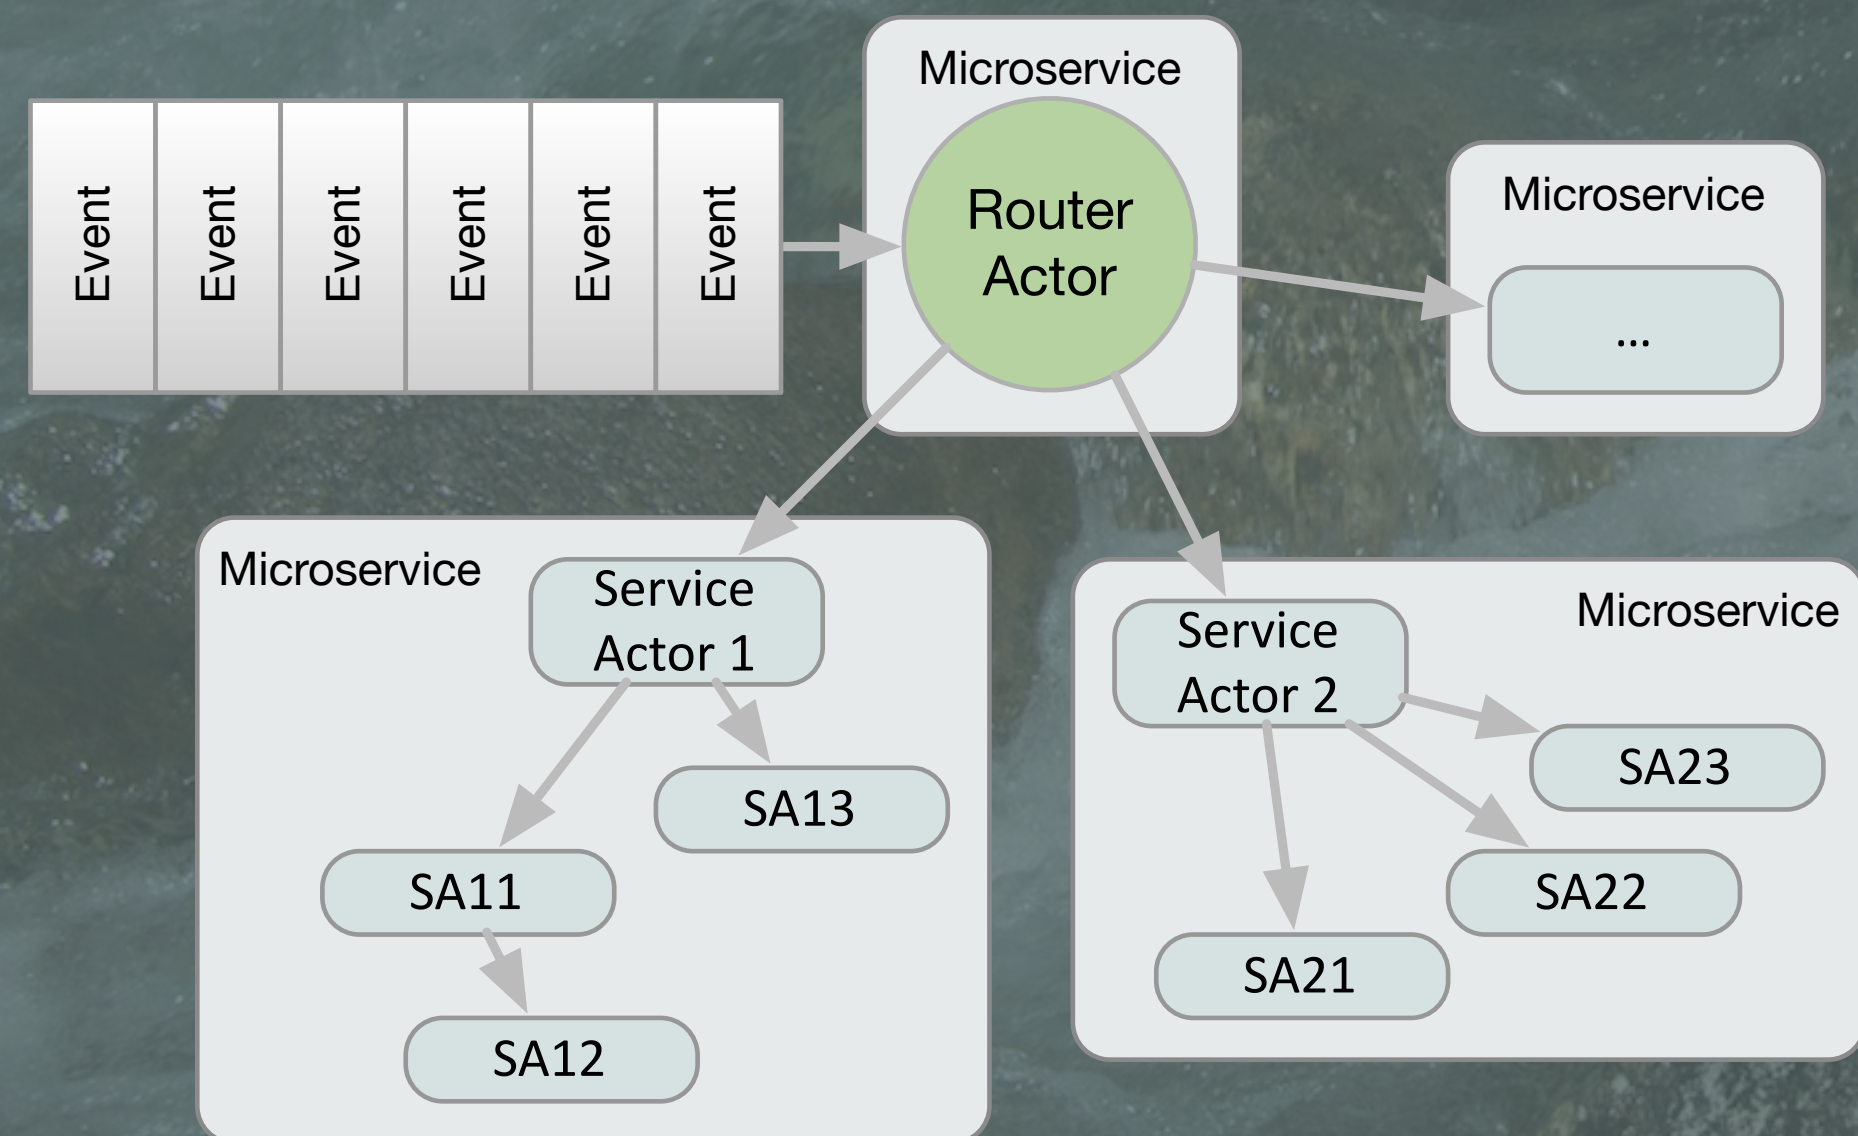 Microservice
Event
Event
Event
Event
Event
Event
Router
Actor
Microservice
...
Microservice
Service
Actor 1
SA13
SA11
SA12
Microservice
Service
Actor 2
SA23
SA22
SA21